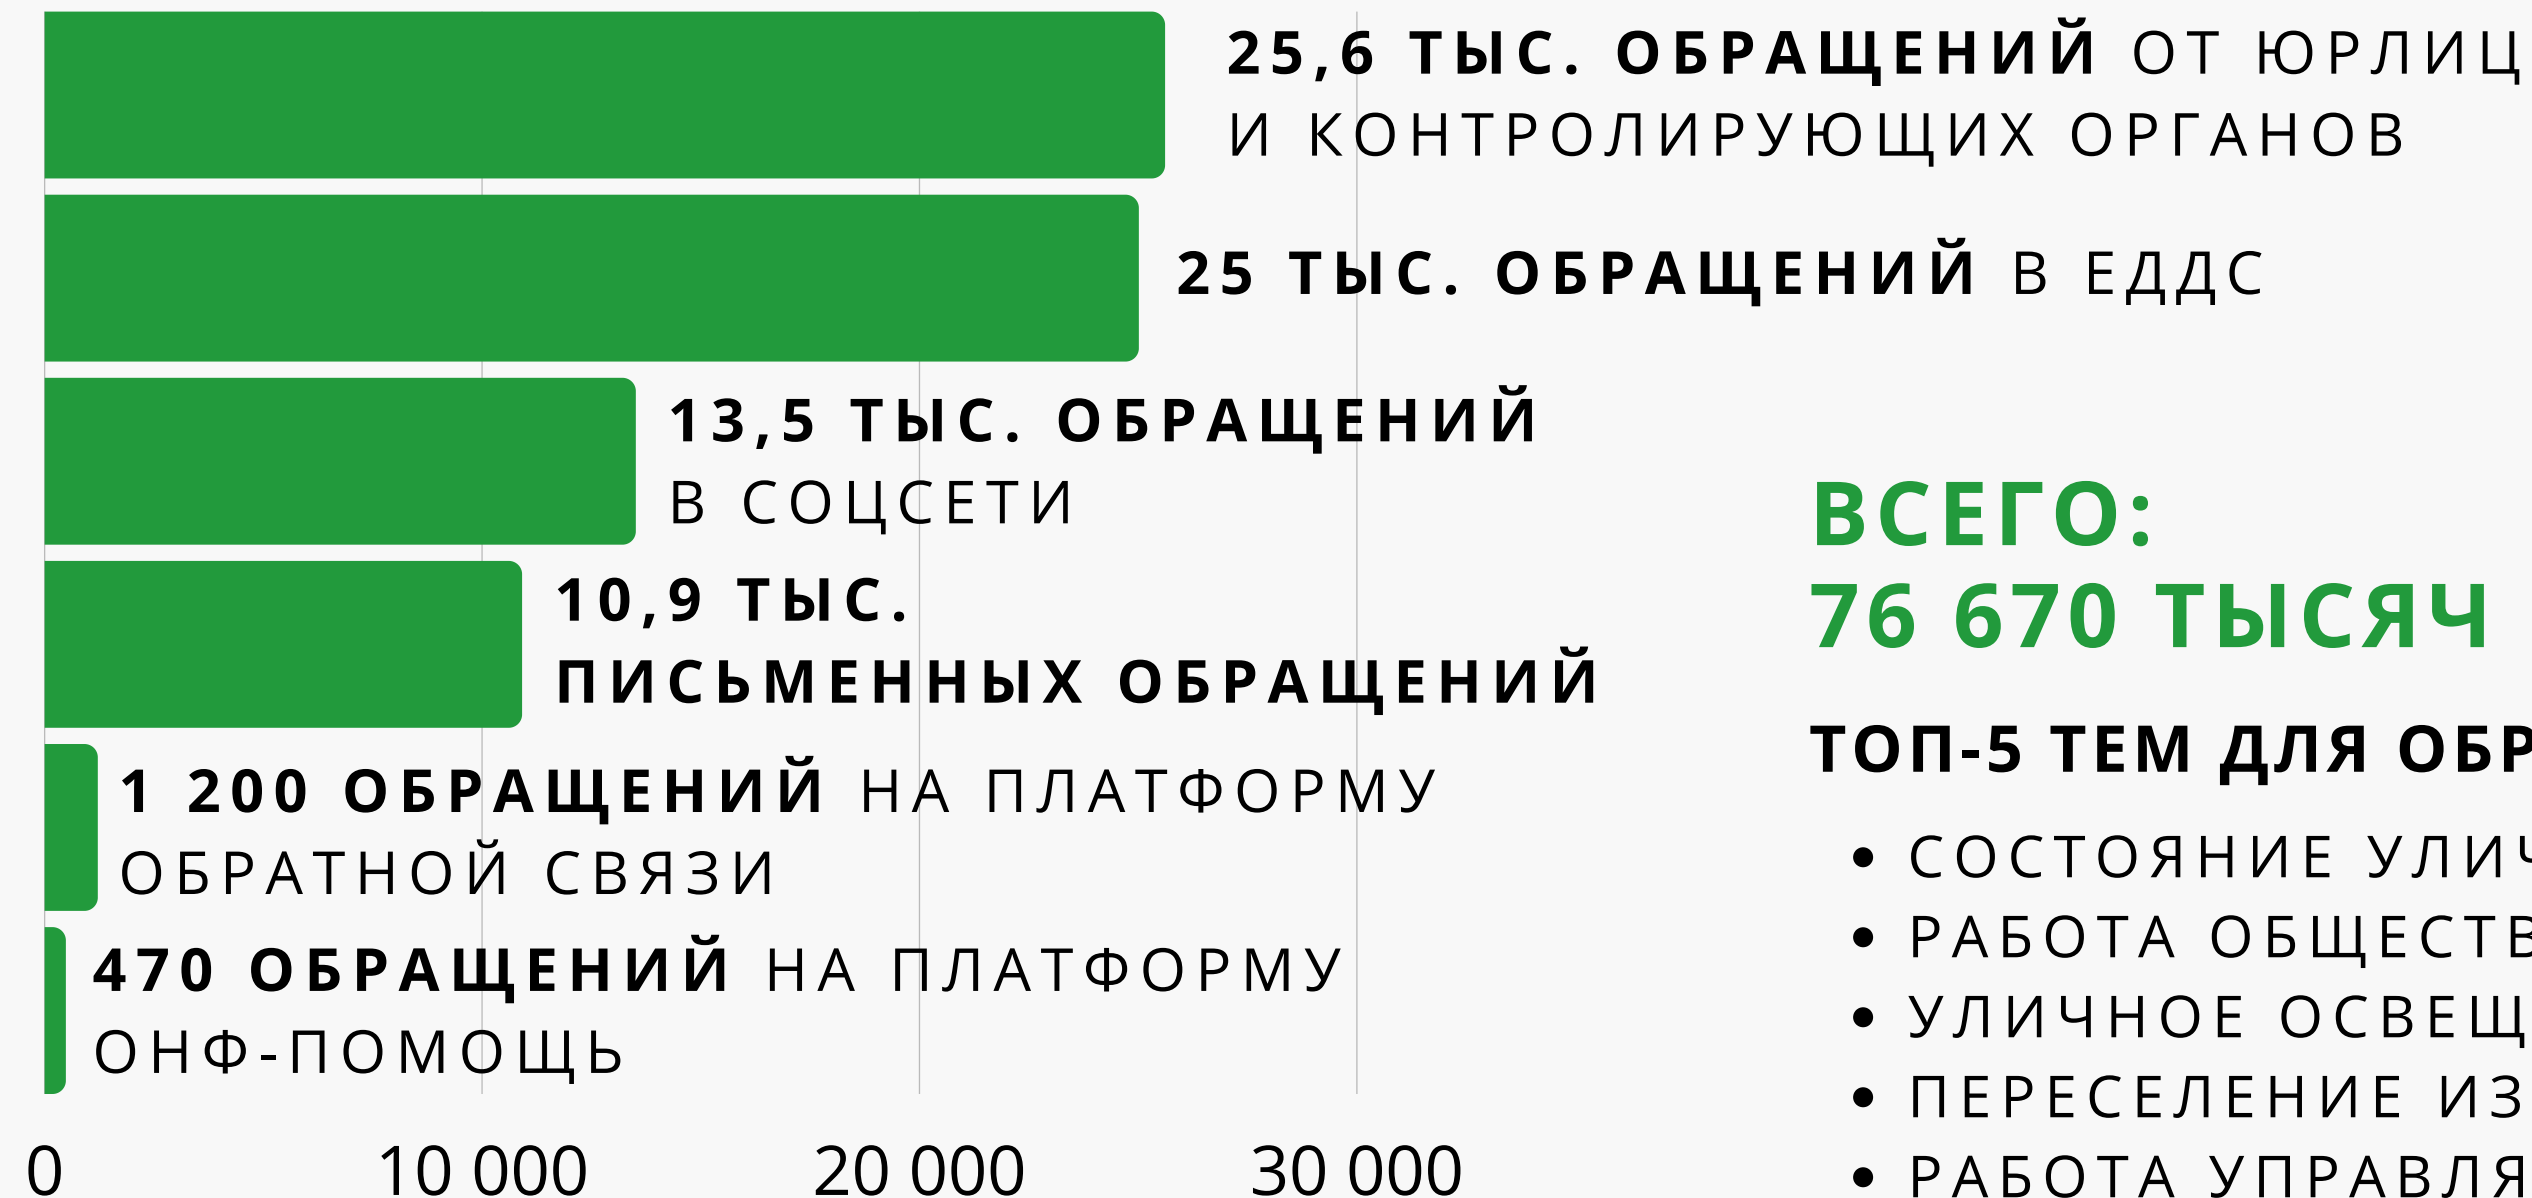 25,6 ТЫС. ОБРАЩЕНИЙ ОТ ЮРЛИЦ
И КОНТРОЛИРУЮЩИХ ОРГАНОВ
25 ТЫС. ОБРАЩЕНИЙ В ЕДДС
13,5 ТЫС. ОБРАЩЕНИЙ
В СОЦСЕТИ
10,9 ТЫС.
ПИСЬМЕННЫХ ОБРАЩЕНИЙ
1 200 ОБРАЩЕНИЙ НА ПЛАТФОРМУ
ОБРАТНОЙ СВЯЗИ
470 ОБРАЩЕНИЙ НА ПЛАТФОРМУ
ОНФ-ПОМОЩЬ
0 10 000 20 000 30 000
ВСЕГО:
76 670 ТЫСЯЧ
ТОП-5 ТЕМ ДЛЯ
СОСТОЯНИЕ
РАБОТА
УЛИЧНОЕ
ПЕРЕСЕЛЕНИЕ ИЗ
РАБОТА